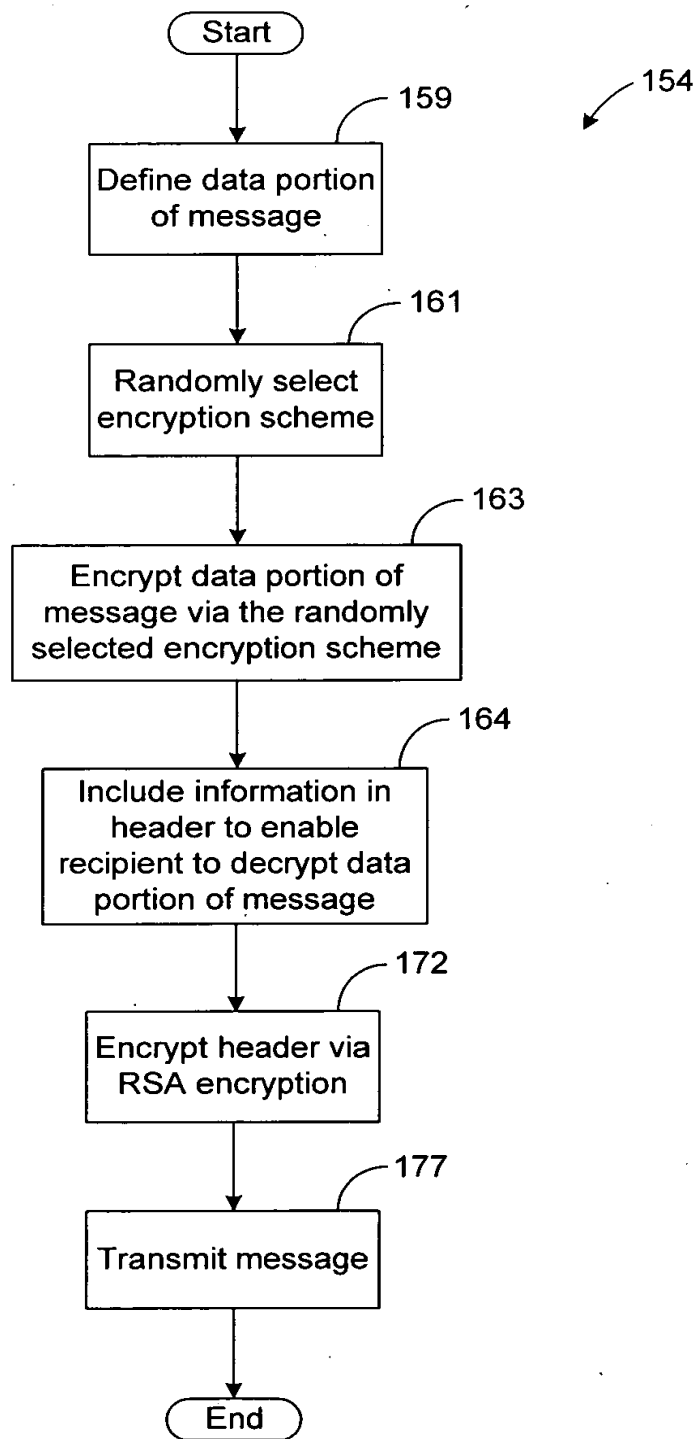 Start
154
159
Define data portion
of message
161
Randomly select
encryption scheme
163
Encrypt data portion of
message via the randomly
selected encryption scheme
164
Include information in
header to enable
recipient to decrypt data
portion of message
172
Encrypt header via
RSA encryption
177
Transmit message
End